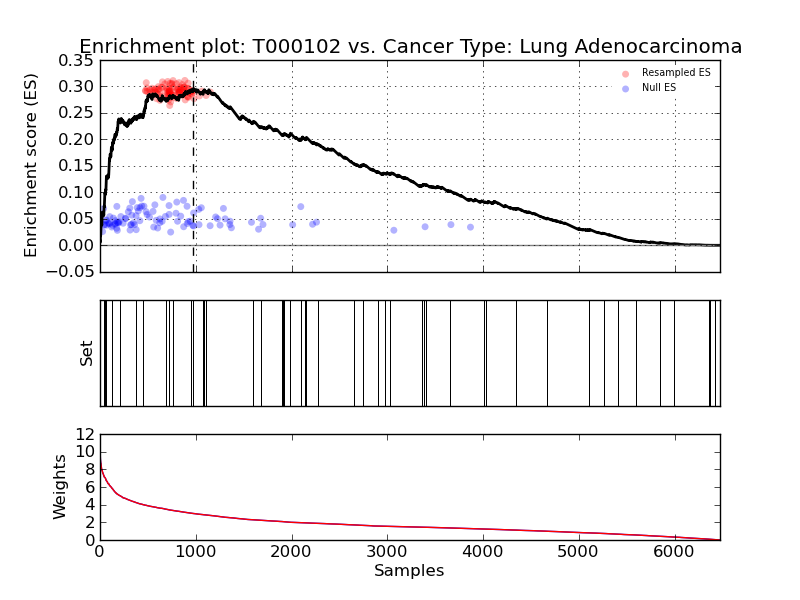 Enrichment plot: T000102 vs. Cancer Type: Lung Adenocarcinoma
0.35
0.30
0.25
0.20
0.15
0.10
0.05
0.00
−0.05
Enrichment score (ES)
Resampled ES
Null ES
Set
12
10
8
6
4
2
0
Weights
0 1000 2000 3000 4000 5000 6000
Samples